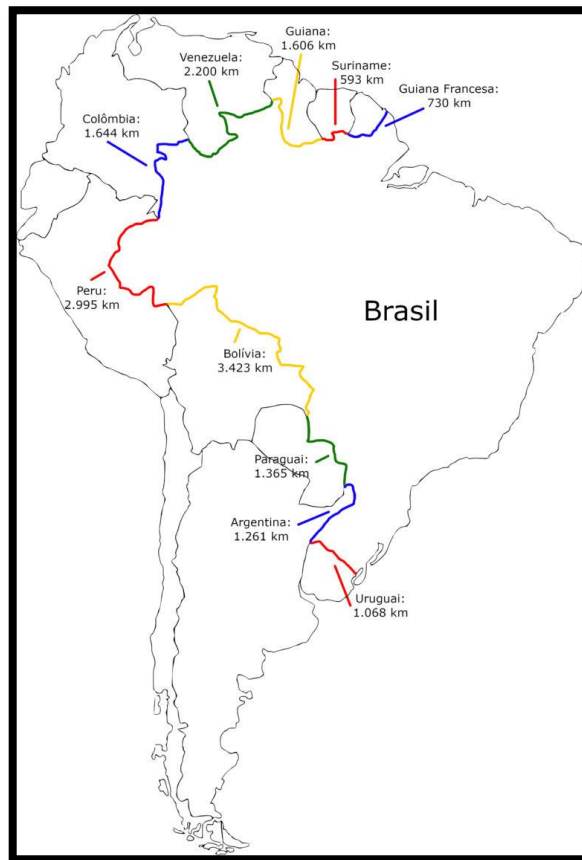 Guiana:
1.606 km
Venezuela:
2.200 km
Suriname:
593 km
Guiana Francesa:
730 km
Colômbia:
1.644 km
Peru:
2.995 km
Brasil
Bolívia:
3.423 km
Paraguai:
1.365 km
Argentina:
1.261 km
Uruguai:
1.068 km